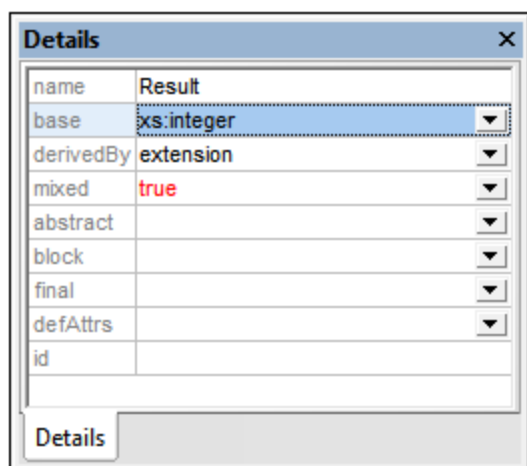 Details
name Result
base xs:integer
derivedBy extension
mixed true
abstract
block
final
defAttrs
id
Details